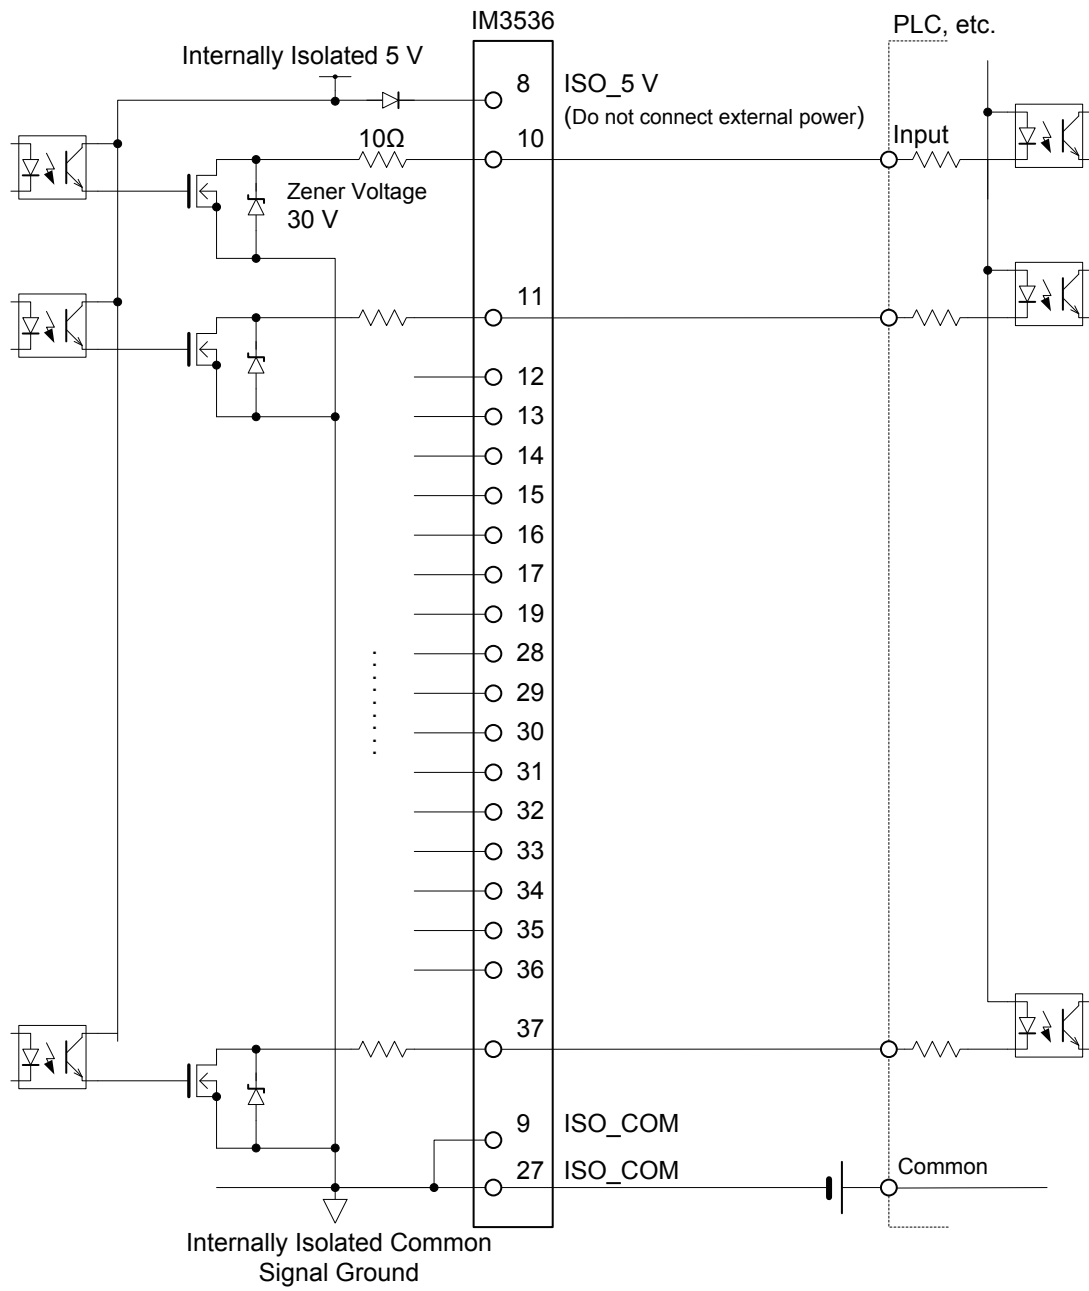 IM3536
PLC, etc.
Internally Isolated 5 V
8
ISO_5 V
(Do not connect external power)
10
Input
10Ω
Zener Voltage
30 V
11
12
13
14
15
16
17
19
28
29
30
31
32
33
34
35
36
37
9
ISO_COM
27
ISO_COM
Common
Internally Isolated Common
Signal Ground